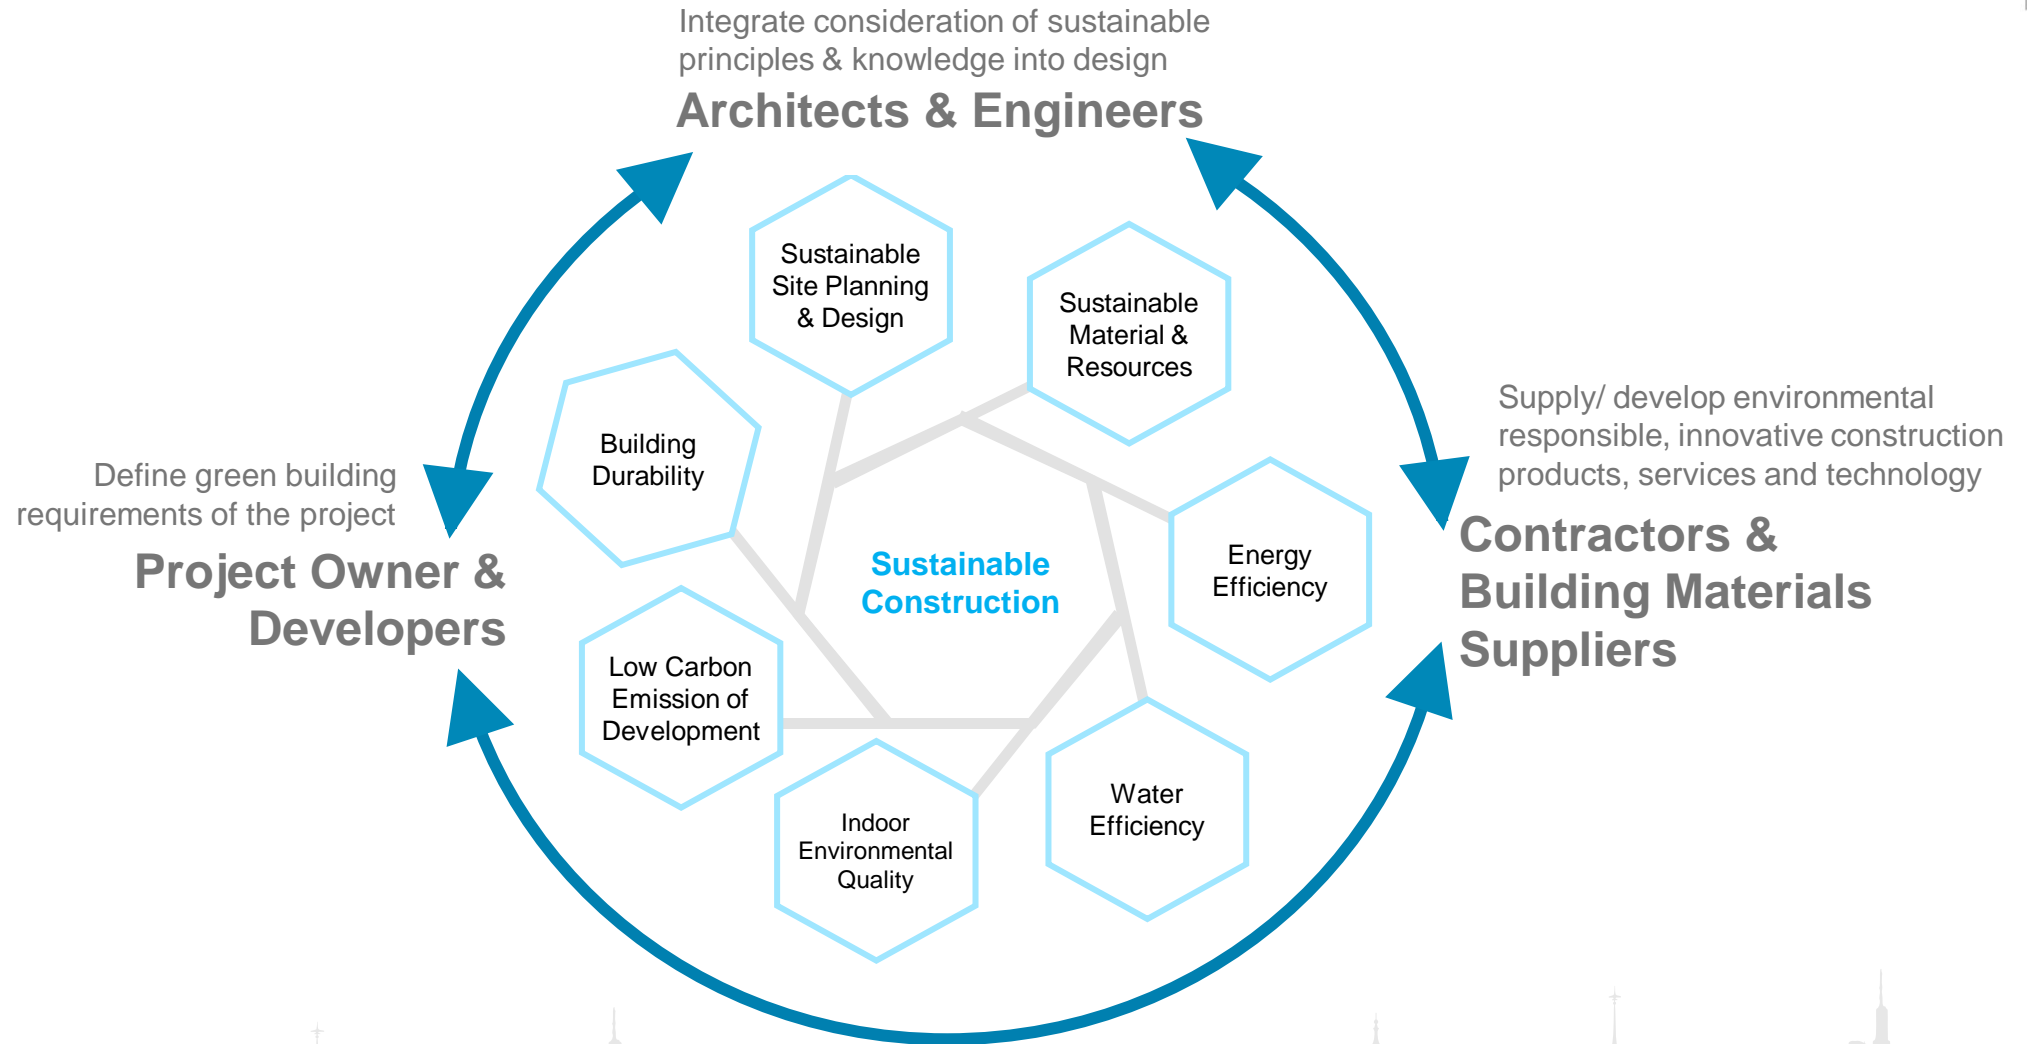 Integrate consideration of sustainable
principles & knowledge into design
Architects & Engineers
Sustainable
Site Planning
& Design
Sustainable
Material &
Resources
Building
Durability
Energy
Efficiency
Sustainable
Construction
Low Carbon
Emission of
Development
Water
Efficiency
Indoor
Environmental
Quality
Define green building
requirements of the project
Project Owner &
Developers
Supply/ develop environmental
responsible, innovative construction
products, services and technology
Contractors &
Building Materials
Suppliers